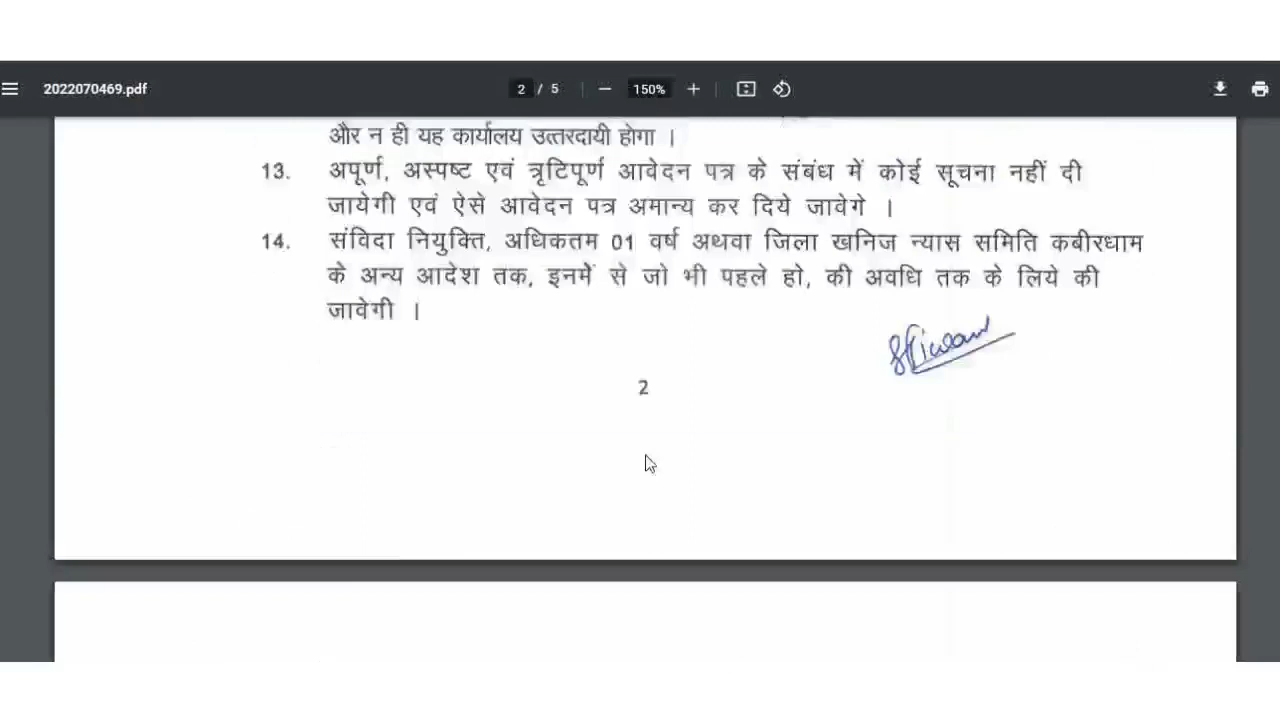 2022070469.pdf
2 / 5
150%
और न ही यह कार्यालय उत्तरदायी होगा ।
13. अपूर्ण, अस्पष्ट एवं त्रृटिपूर्ण आवेदन पत्र के संबंध में कोई सूचना नहीं दी
जायेगी एवं ऐसे आवेदन पत्र अमान्य कर दिये जावेगे ।
14. संविदा नियुक्ति, अधिकतम 01 वर्ष अथवा जिला खनिज न्यास समिति कबीरधाम
के अन्य आदेश तक, इनमें से जो भी पहले हो, की अवधि तक के लिये की
जावेगी ।
2